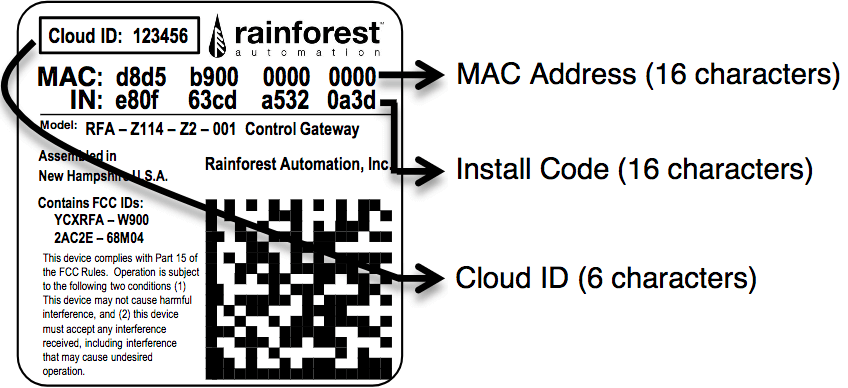 Cloud ID: 123456
rainforest™
automation
MAC: d8d5 b900 0000 0000
IN: e80f 63cd a532 0a3d
Model: RFA – Z114 – Z2 – 001 Control Gateway
Assembled in
New Hampshire U.S.A.
Rainforest Automation, Inc.
Contains FCC IDs:
YCXRFA – W900
2AC2E – 68M04
This device complies with Part 15 of
the FCC Rules. Operation is subject
to the following two conditions (1)
This device may not cause harmful
interference, and (2) this device
must accept any interference
received, including interference
that may cause undesired
operation.
MAC Address (16 characters)
Install Code (16 characters)
Cloud ID (6 characters)